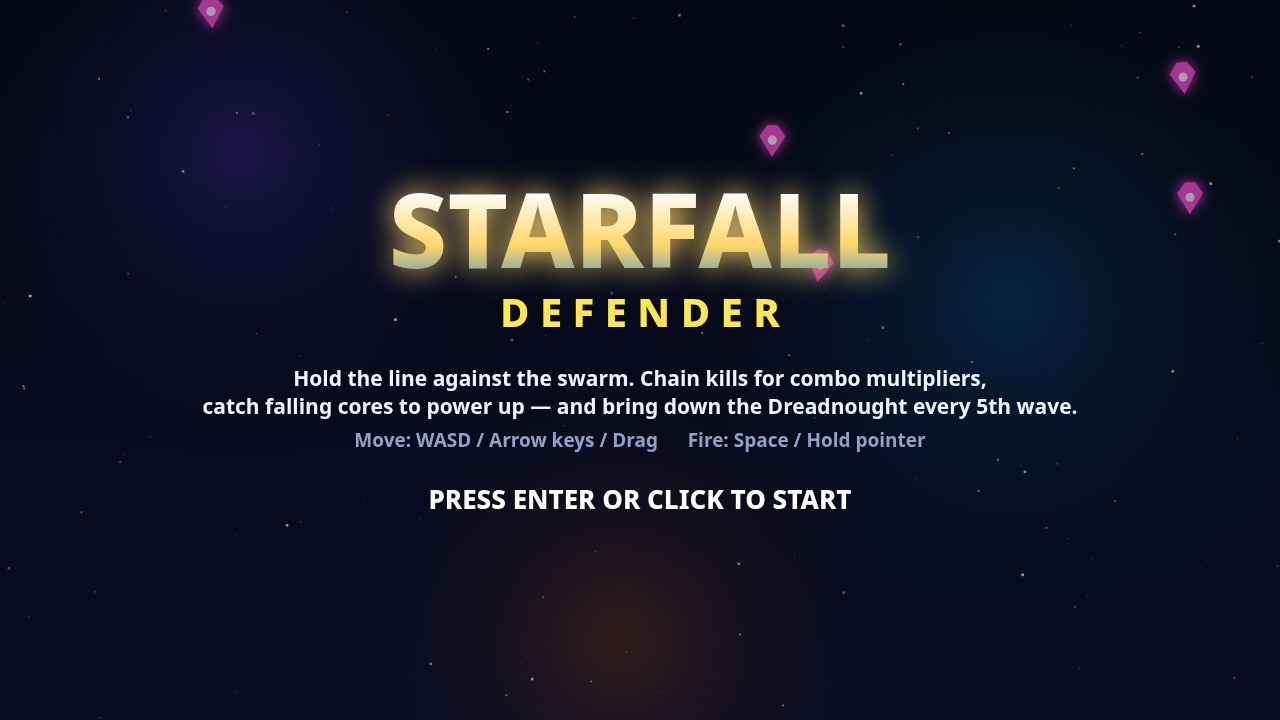 STARFALL
DEFENDER
Hold the line against the swarm. Chain kills for combo multipliers,
catch falling cores to power up — and bring down the Dreadnought every 5th wave.
Move: WASD / Arrow keys / Drag Fire: Space / Hold pointer
PRESS ENTER OR CLICK TO START